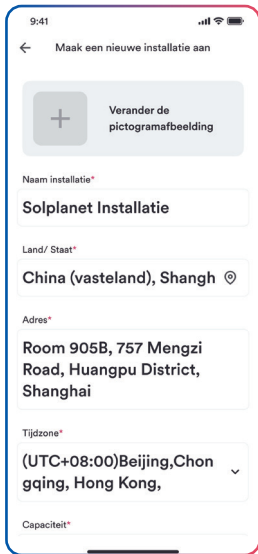 9:41
Maak een nieuwe installatie aan
Verander de
pictogramafbeelding
Naam installatie*
Solplanet Installatie
Land/ Staat*
China (vasteland), Shangh
Adres*
Room 905B, 757 Mengzi
Road, Huangpu District,
Shanghai
Tijdzone*
(UTC+08:00)Beijing,Chon
gqing, Hong Kong,
Capaciteit*